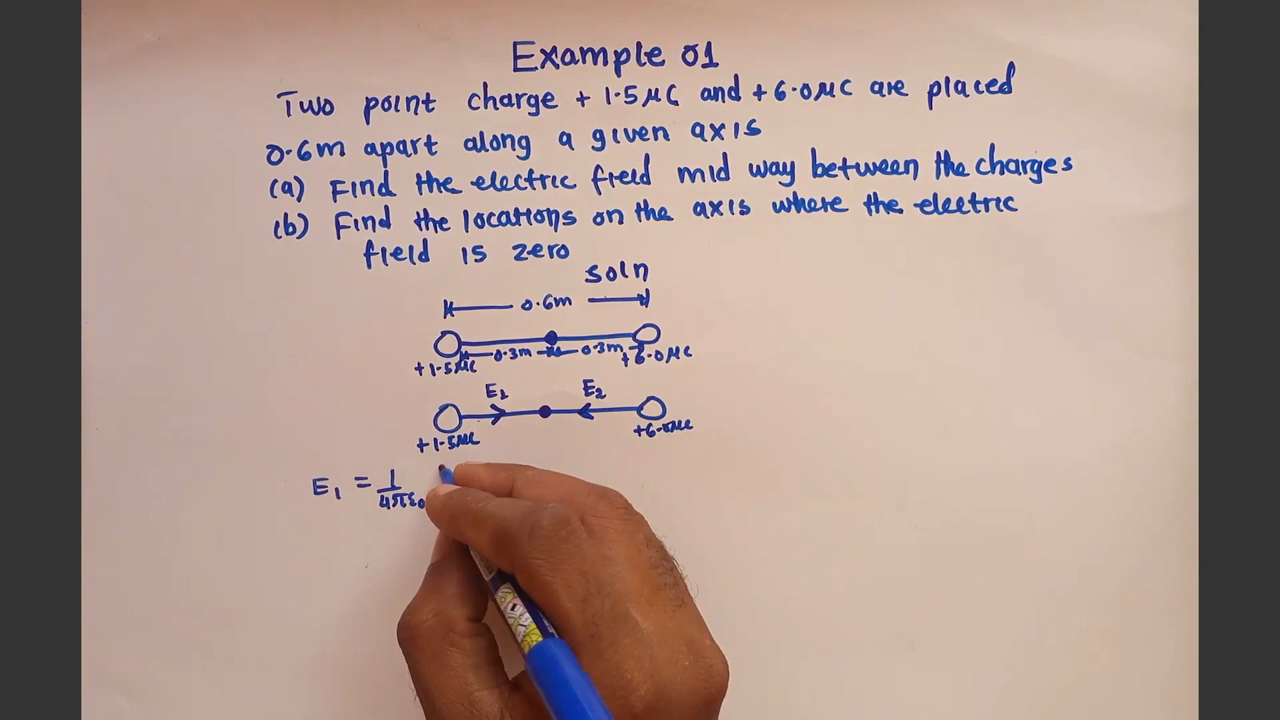 Example 01
Two point charge + 1.5μC and +6.0μC are placed
0.6m apart along a given axis
(a) Find the electric field mid way between the charges
(b) Find the locations on the axis where the electric
field is zero
soln
0.6m
0.3m 0.3m
+1.5μC +6.0μC
E1 E2
+1.5μC +6.0μC
E1 = 1/4πε0